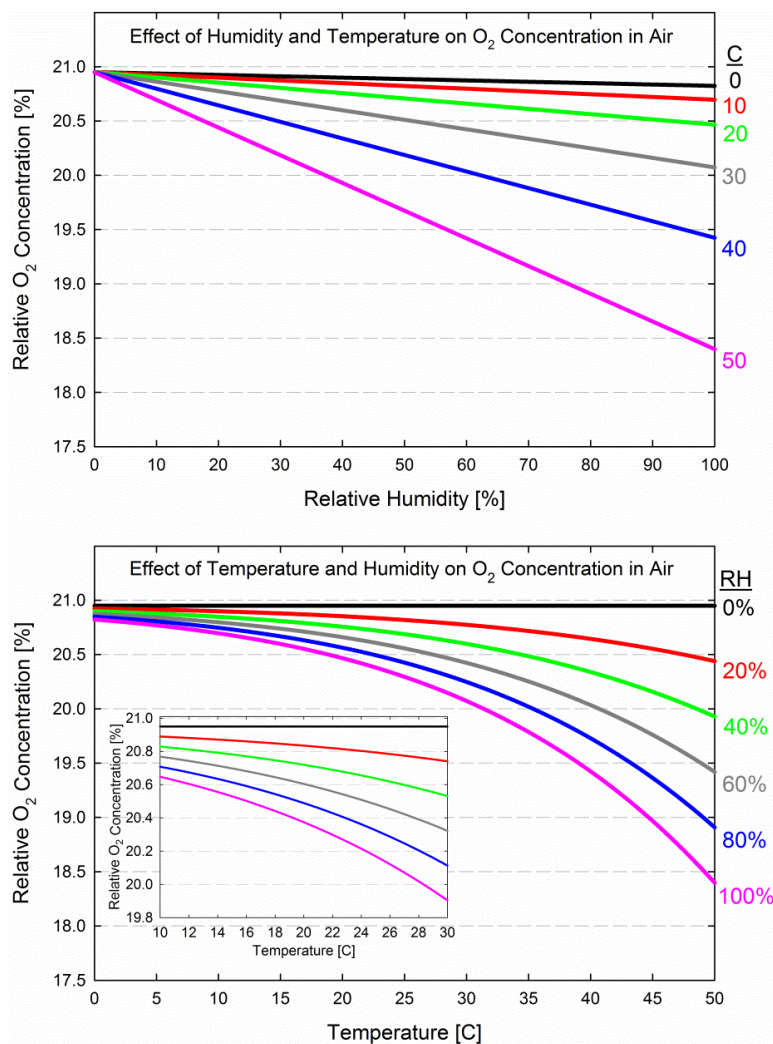 Effect of Humidity and Temperature on O₂ Concentration in Air
C
0
10
20
30
40
50
Relative O₂ Concentration [%]
21.0
20.5
20.0
19.5
19.0
18.5
18.0
17.5
0 10 20 30 40 50 60 70 80 90 100
Relative Humidity [%]
Effect of Temperature and Humidity on O₂ Concentration in Air
RH
0%
20%
40%
60%
80%
100%
Relative O₂ Concentration [%]
21.0
20.5
20.0
19.5
19.0
18.5
18.0
17.5
Relative O₂ Concentration [%]
21.0
20.8
20.6
20.4
20.2
20.0
19.8
10 12 14 16 18 20 22 24 26 28 30
Temperature [C]
0 5 10 15 20 25 30 35 40 45 50
Temperature [C]